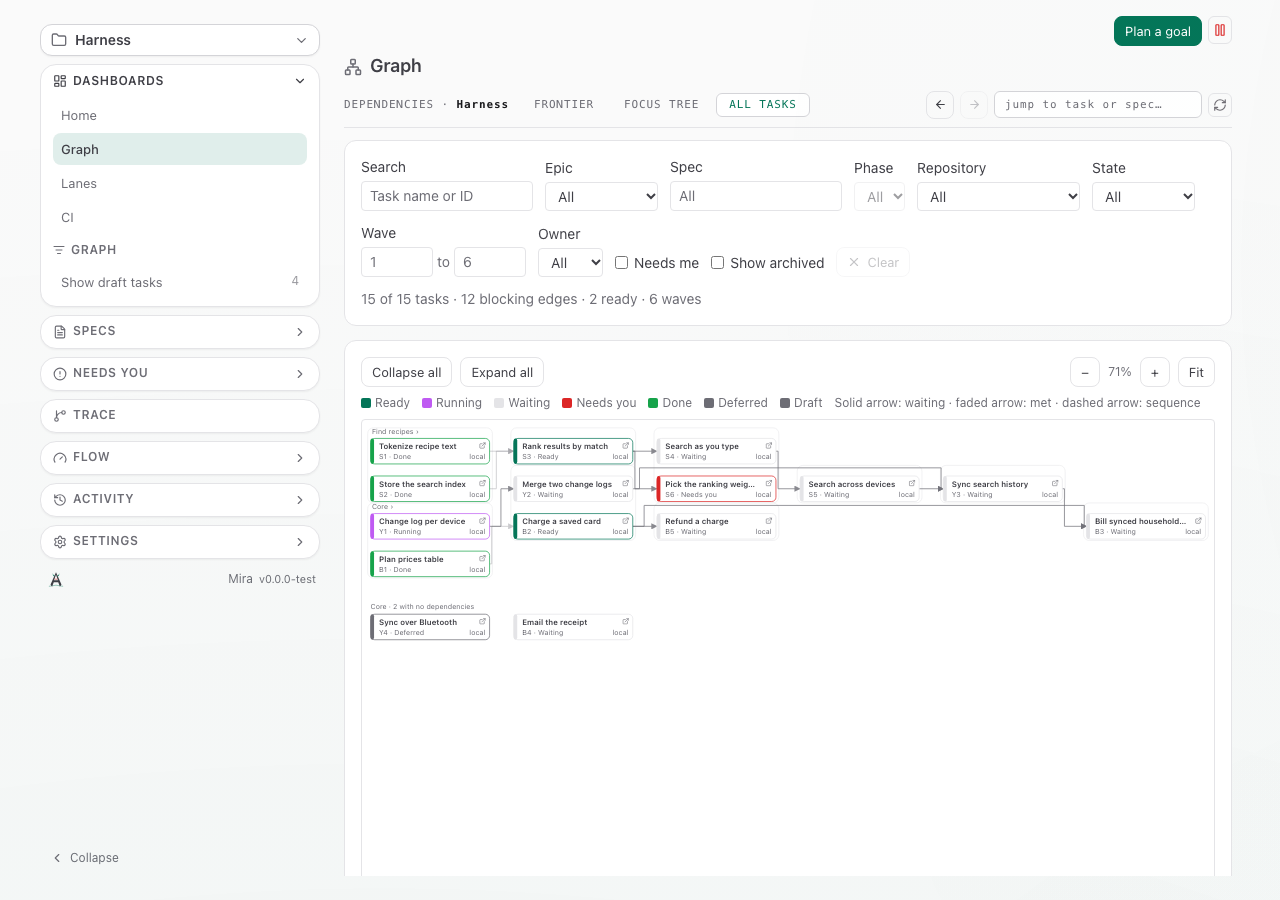 Harness
DASHBOARDS
Home
Graph
Lanes
CI
GRAPH
Show draft tasks 4
SPECS
NEEDS YOU
TRACE
FLOW
ACTIVITY
SETTINGS
Mira v0.0.0-test
Collapse
Plan a goal
Graph
DEPENDENCIES · Harness FRONTIER FOCUS TREE ALL TASKS
jump to task or spec…
Search Epic Spec Phase Repository State
Task name or ID All All All All All
Wave Owner
1 to 6 All Needs me Show archived Clear
15 of 15 tasks · 12 blocking edges · 2 ready · 6 waves
Collapse all Expand all − 71% + Fit
Ready Running Waiting Needs you Done Deferred Draft Solid arrow: waiting · faded arrow: met · dashed arrow: sequence
Find recipes ›
Tokenize recipe text Rank results by match Search as you type
S1 · Done local S3 · Ready local S4 · Waiting local
Store the search index Merge two change logs Pick the ranking weig… Search across devices Sync search history
S2 · Done local Y2 · Waiting local S6 · Needs you local S5 · Waiting local Y3 · Waiting local
Core ›
Change log per device Charge a saved card Refund a charge Bill synced household…
Y1 · Running local B2 · Ready local B5 · Waiting local B3 · Waiting local
Plan prices table
B1 · Done local
Core · 2 with no dependencies
Sync over Bluetooth Email the receipt
Y4 · Deferred local B4 · Waiting local